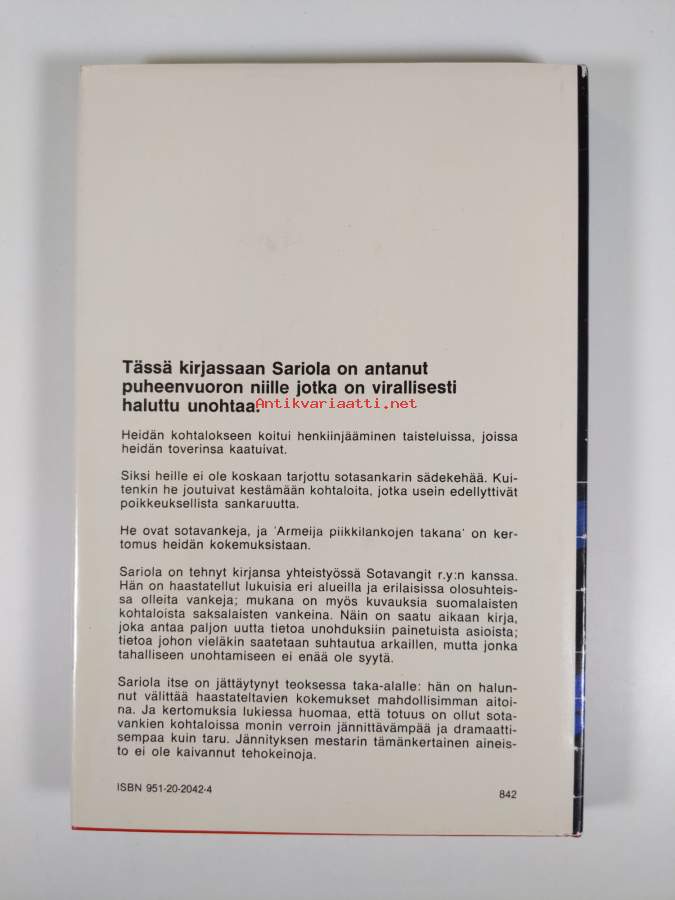 Tässä kirjassaan Sariola on antanut
puheenvuoron niille jotka on virallisesti
haluttu unohtaa.
Antikvariaatti.net
Heidän kohtalokseen koitui henkiinjääminen taisteluissa, joissa
heidän toverinsa kaatuivat.
Siksi heille ei ole koskaan tarjottu sotasankarin sädekehää. Kui-
tenkin he joutuivat kestämään kohtaloita, jotka usein edellyttivät
poikkeuksellista sankaruutta.
He ovat sotavankeja, ja 'Armeija piikkilankojen takana' on ker-
tomus heidän kokemuksistaan.
Sariola on tehnyt kirjansa yhteistyössä Sotavangit r.y:n kanssa.
Hän on haastatellut lukuisia eri alueilla ja erilaisissa olosuhteis-
sa olleita vankeja; mukana on myös kuvauksia suomalaisten
kohtaloista saksalaisten vankeina. Näin on saatu aikaan kirja,
joka antaa paljon uutta tietoa unohduksiin painetuista asioista;
tietoa johon vieläkin saatetaan suhtautua arkaillen, mutta jonka
tahalliseen unohtamiseen ei enää ole syytä.
Sariola itse on jättäytynyt teoksessa taka-alalle: hän on halun-
nut välittää haastateltavien kokemukset mahdollisimman aitoi-
na. Ja kertomuksia lukiessa huomaa, että totuus on ollut sota-
vankien kohtaloissa monin verroin jännittävämpää ja dramaatti-
sempaa kuin taru. Jännityksen mestarin tämänkertainen aineis-
to ei ole kaivannut tehokeinoja.
ISBN 951-20-2042-4
842